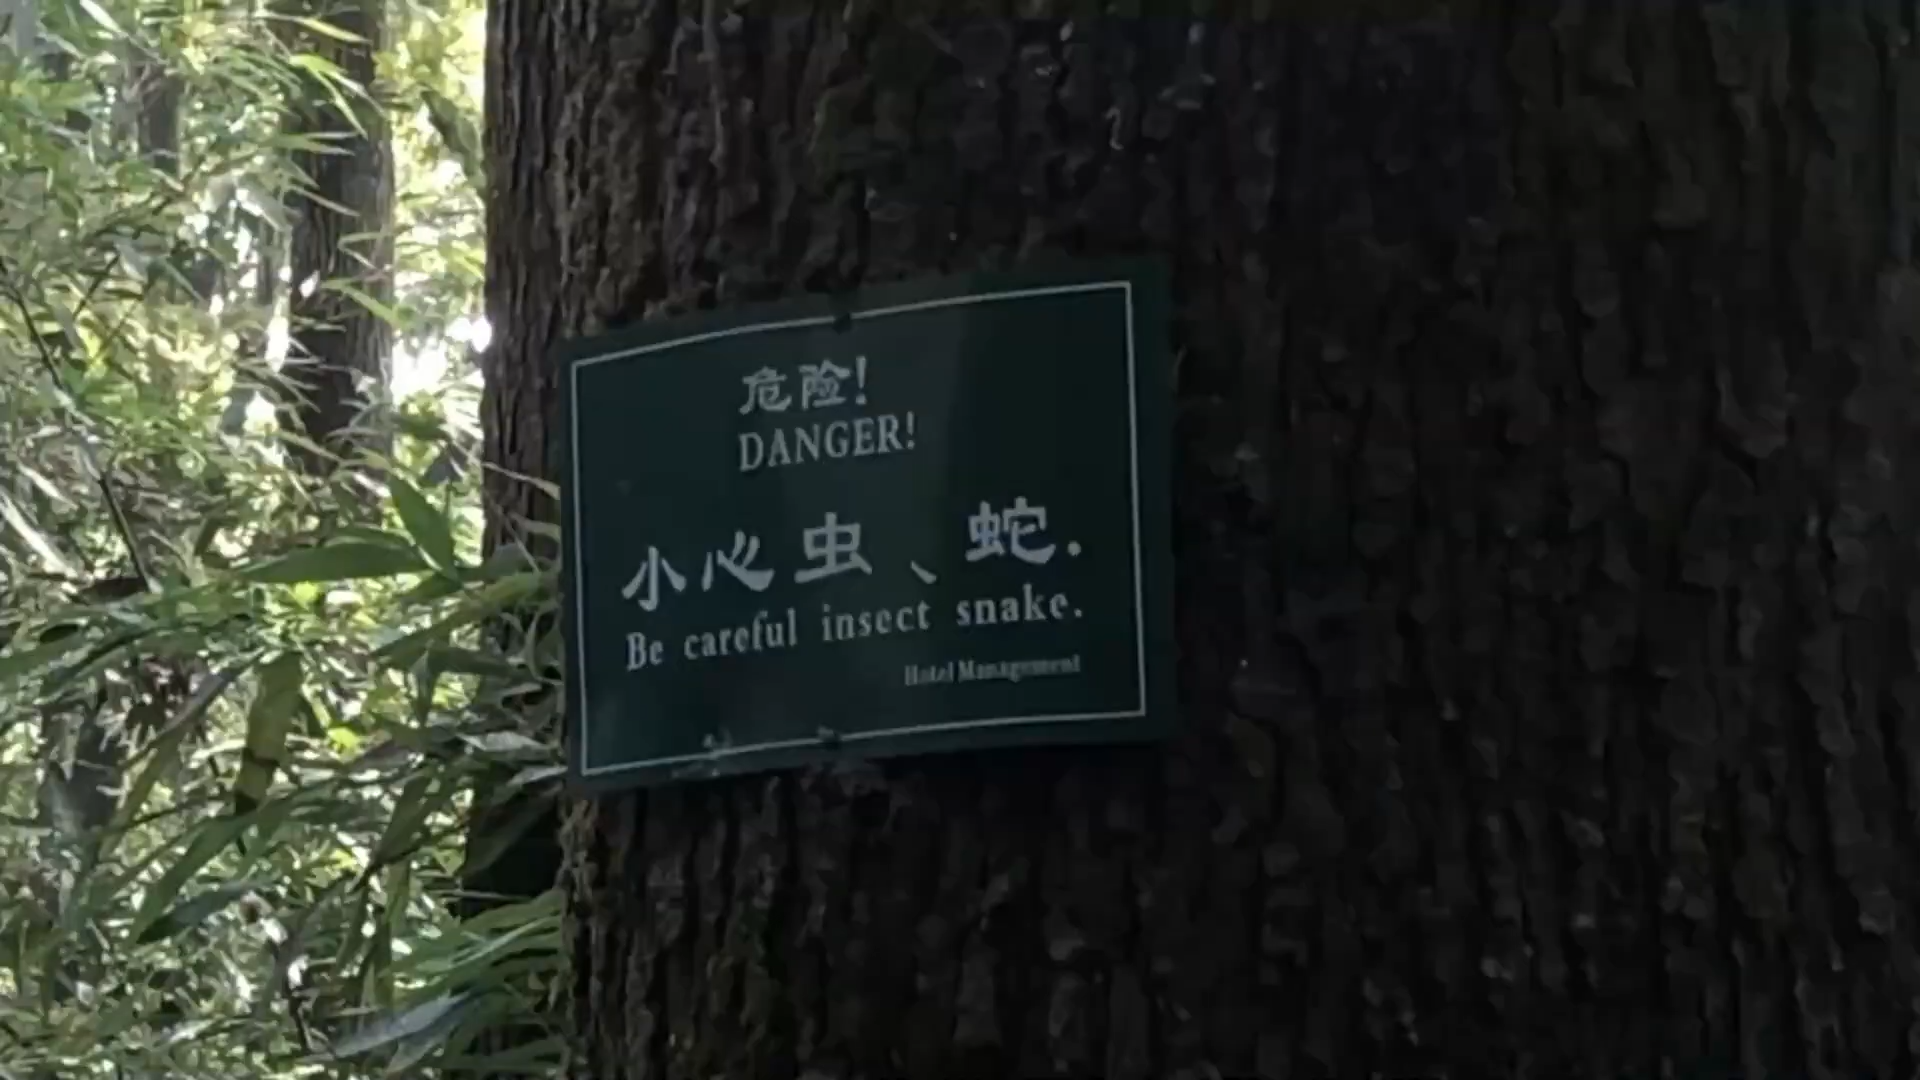 危险!
DANGER!
小心虫、蛇.
Be careful insect snake.
Hotel Management